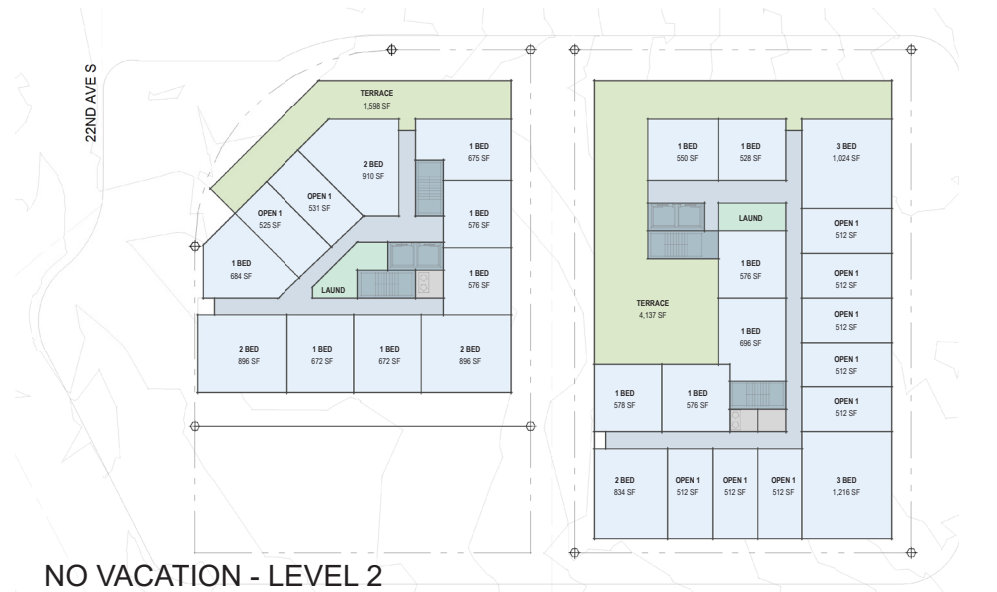 22ND AVE S
TERRACE
1,598 SF
2 BED
910 SF
1 BED
675 SF
OPEN 1
531 SF
OPEN 1
525 SF
1 BED
576 SF
1 BED
684 SF
1 BED
576 SF
LAUND
2 BED
896 SF
1 BED
672 SF
1 BED
672 SF
2 BED
896 SF
1 BED
550 SF
1 BED
528 SF
3 BED
1,024 SF
LAUND
OPEN 1
512 SF
1 BED
576 SF
OPEN 1
512 SF
TERRACE
4,137 SF
1 BED
696 SF
OPEN 1
512 SF
OPEN 1
512 SF
1 BED
578 SF
1 BED
576 SF
OPEN 1
512 SF
2 BED
834 SF
OPEN 1
512 SF
OPEN 1
512 SF
OPEN 1
512 SF
3 BED
1,216 SF
NO VACATION - LEVEL 2